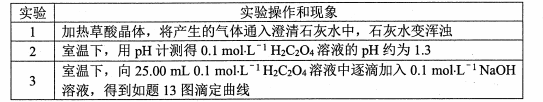 实验 实验操作和现象
1 加热草酸晶体，将产生的气体通入澄清石灰水中，石灰水变浑浊
2 室温下，用 pH 计测得 0.1 mol·L⁻¹ H₂C₂O₄ 溶液的 pH 约为 1.3
3 室温下，向 25.00 mL 0.1 mol·L⁻¹ H₂C₂O₄ 溶液中逐滴加入 0.1 mol·L⁻¹ NaOH
溶液，得到如题 13 图滴定曲线